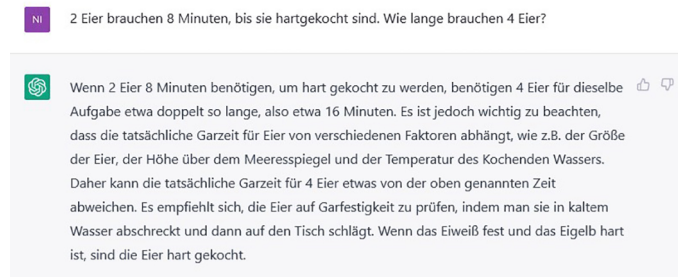 NI
2 Eier brauchen 8 Minuten, bis sie hartgekocht sind. Wie lange brauchen 4 Eier?
Wenn 2 Eier 8 Minuten benötigen, um hart gekocht zu werden, benötigen 4 Eier für dieselbe
Aufgabe etwa doppelt so lange, also etwa 16 Minuten. Es ist jedoch wichtig zu beachten,
dass die tatsächliche Garzeit für Eier von verschiedenen Faktoren abhängt, wie z.B. der Größe
der Eier, der Höhe über dem Meeresspiegel und der Temperatur des Kochenden Wassers.
Daher kann die tatsächliche Garzeit für 4 Eier etwas von der oben genannten Zeit
abweichen. Es empfiehlt sich, die Eier auf Garfestigkeit zu prüfen, indem man sie in kaltem
Wasser abschreckt und dann auf den Tisch schlägt. Wenn das Eiweiß fest und das Eigelb hart
ist, sind die Eier hart gekocht.